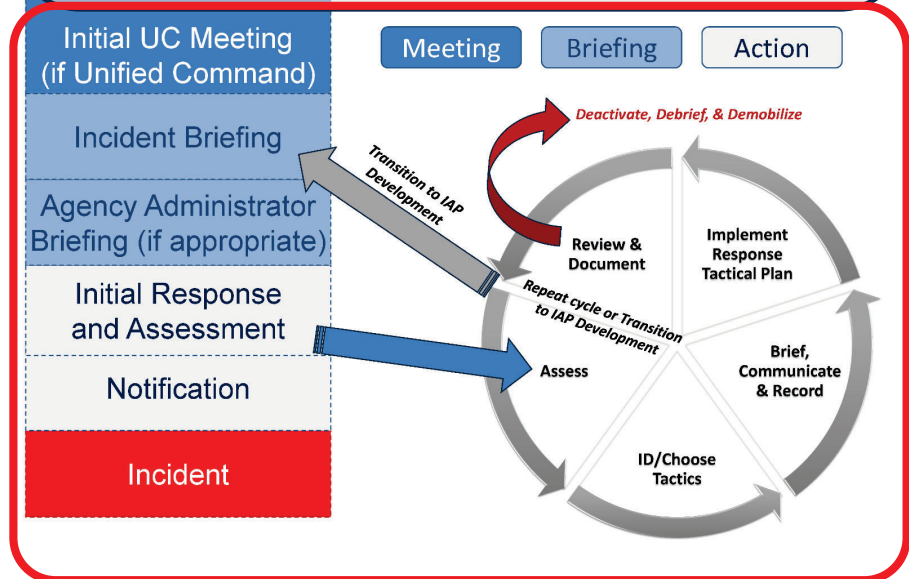 Initial UC Meeting
(if Unified Command)
Incident Briefing
Agency Administrator
Briefing (if appropriate)
Initial Response
and Assessment
Notification
Incident
Meeting
Briefing
Action
Deactivate, Debrief, & Demobilize
Transition to IAP
Development
Review &
Document
Implement
Response
Tactical Plan
Repeat cycle or Transition
to IAP Development
Assess
Brief,
Communicate
& Record
ID/Choose
Tactics